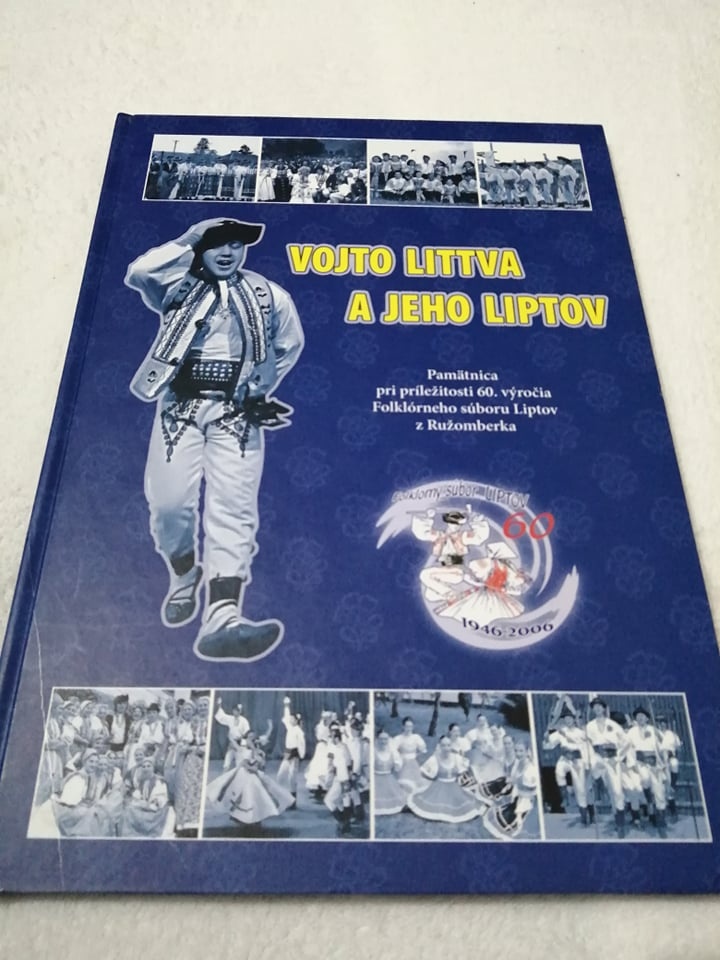 VOJTO LITTVA
A JEHO LIPTOV
Pamätnica
pri príležitosti 60. výročia
Folklórneho súboru Liptov
z Ružomberka
Folklórny súbor LIPTOV
60
1946-2006